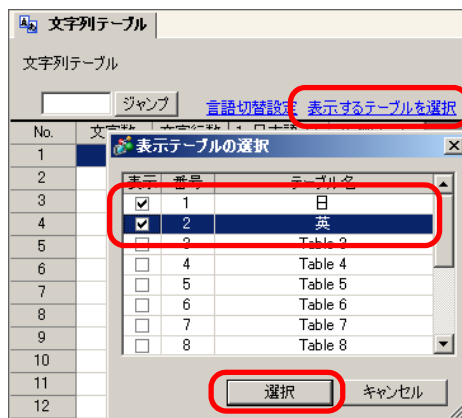 文字列テーブル
文字列テーブル
ジャンプ 言語切替設定 表示するテーブルを選択
No.
表示テーブルの選択
表示 番号 テーブル名
1 日
2 英
3 Table 3
4 Table 4
5 Table 5
6 Table 6
7 Table 7
8 Table 8
選択 キャンセル
1
2
3
4
5
6
7
8
9
10
11
12